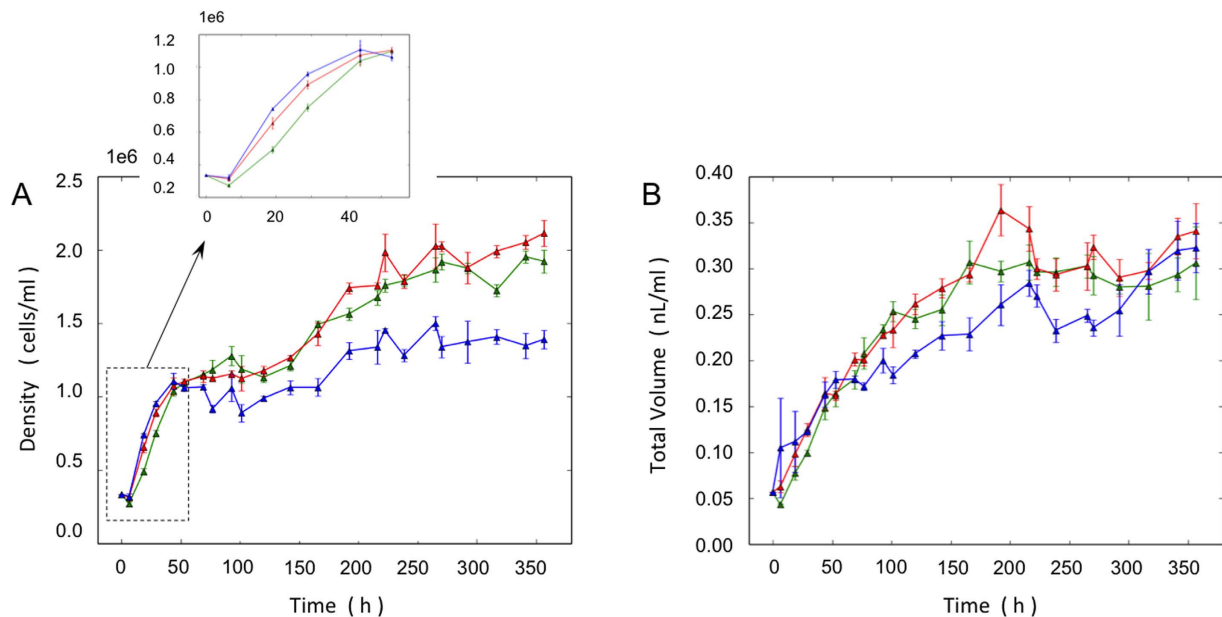 1e6
1.2
1.0
0.8
0.6
0.4
0.2
0 20 40
A
1e6
2.5
2.0
1.5
1.0
0.5
0.0
Density ( cells/ml )
0 50 100 150 200 250 300 350
Time ( h )
B
0.40
0.35
0.30
0.25
0.20
0.15
0.10
0.05
0.00
Total Volume ( nL/ml )
0 50 100 150 200 250 300 350
Time ( h )